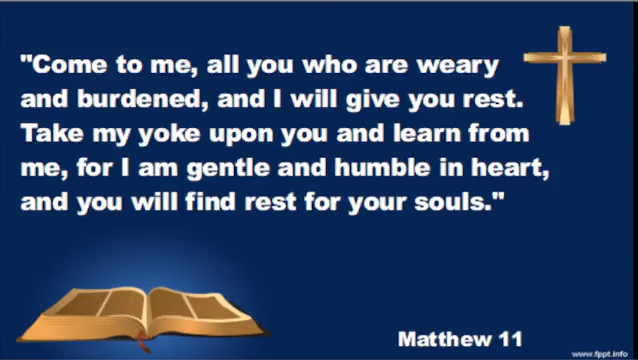 "Come to me, all you who are weary
and burdened, and I will give you rest.
Take my yoke upon you and learn from
me, for I am gentle and humble in heart,
and you will find rest for your souls."
Matthew 11
www.fppt.info